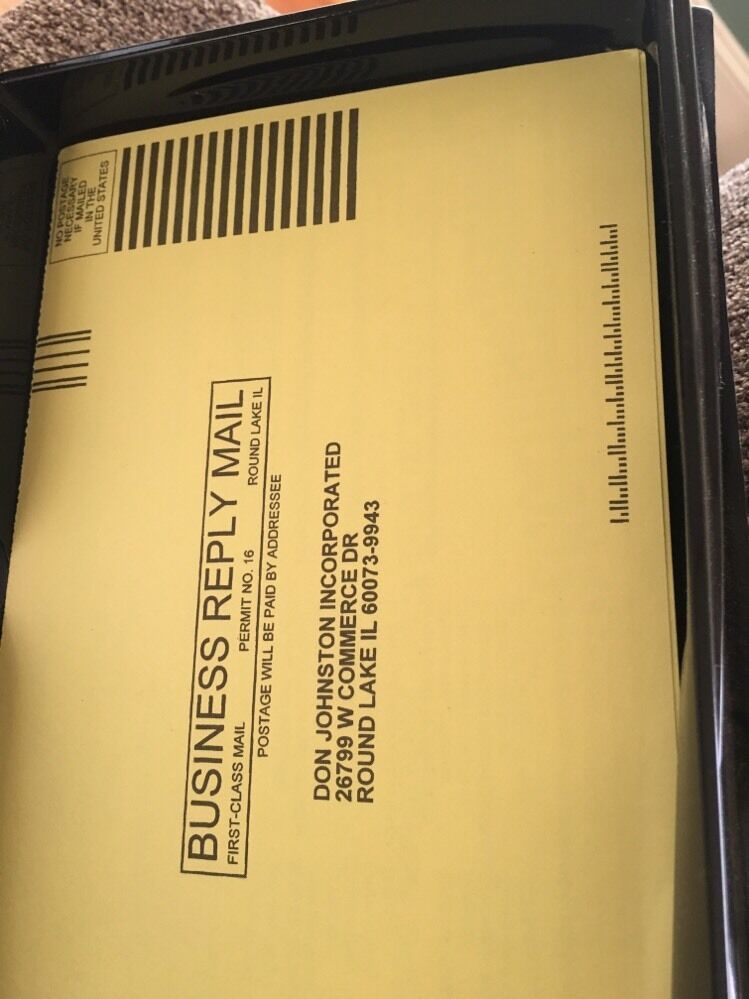 NO POSTAGE
NECESSARY
IF MAILED
IN THE
UNITED STATES
BUSINESS REPLY MAIL
FIRST-CLASS MAIL PERMIT NO. 16 ROUND LAKE IL
POSTAGE WILL BE PAID BY ADDRESSEE
DON JOHNSTON INCORPORATED
26799 W COMMERCE DR
ROUND LAKE IL 60073-9943